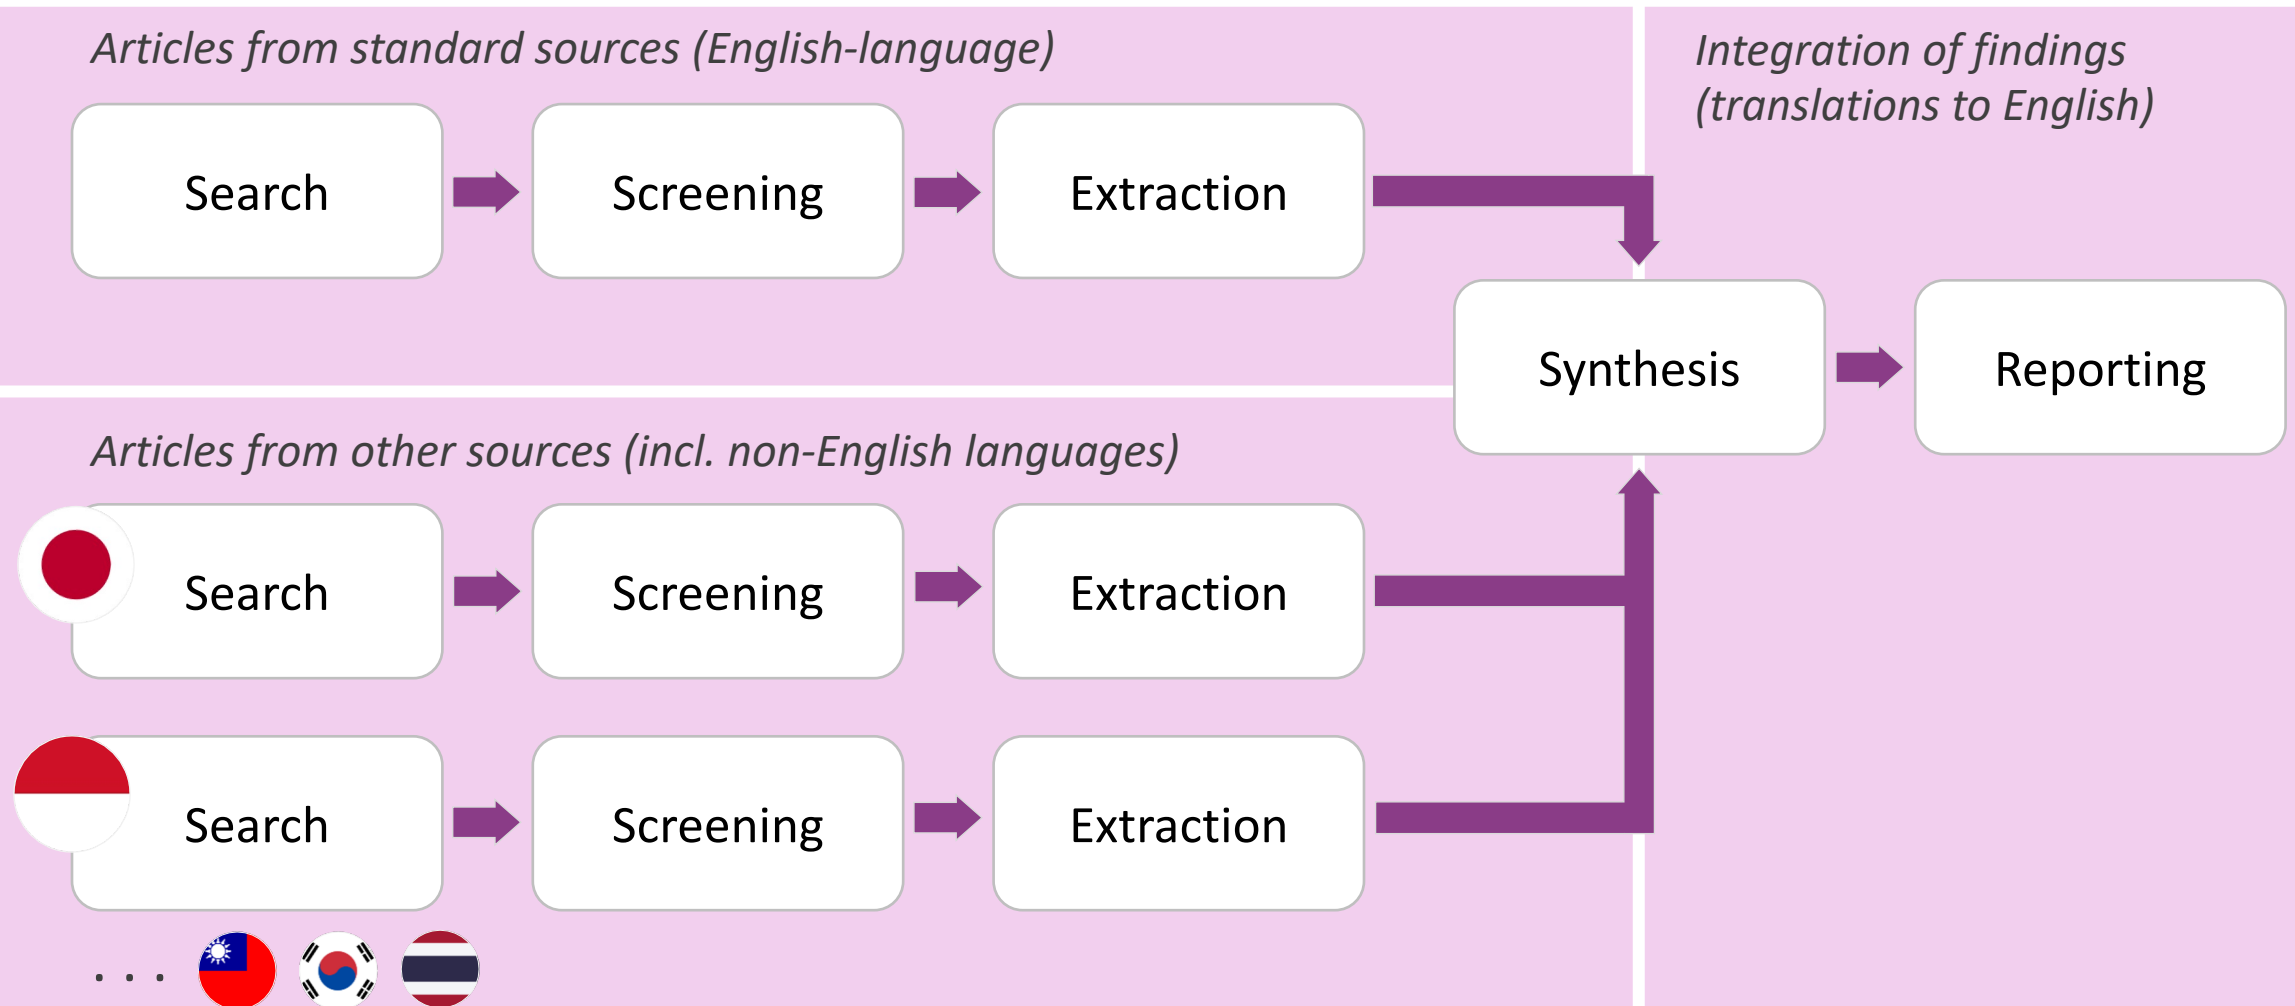 Articles from standard sources (English-language)
Integration of findings
(translations to English)
Search
Screening
Extraction
Synthesis
Reporting
Articles from other sources (incl. non-English languages)
Search
Screening
Extraction
Search
Screening
Extraction
. . .